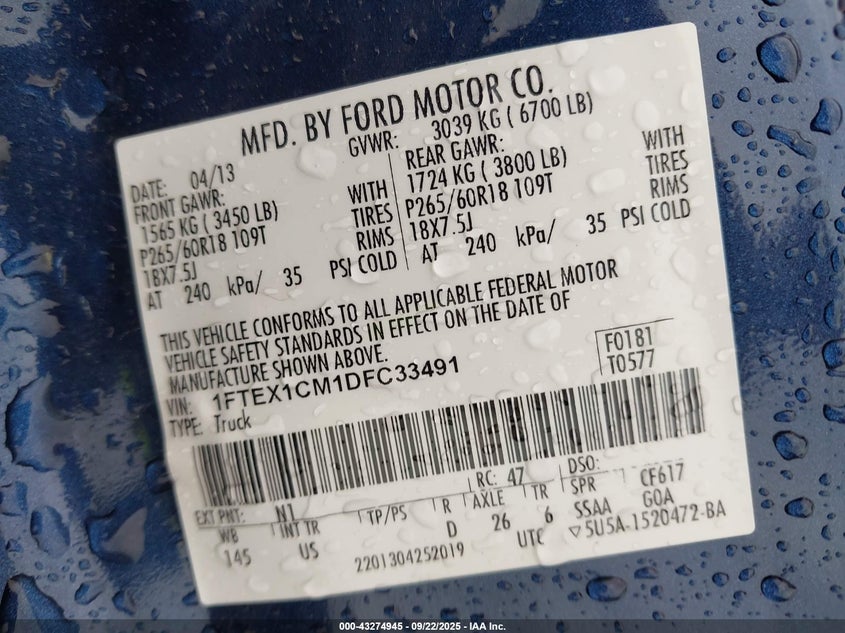 MFD. BY FORD MOTOR CO.
DATE: 04/13
GVWR: 3039 KG ( 6700 LB)
FRONT GAWR:
1565 KG ( 3450 LB)
P265/60R18 109T
18X7.5J
AT 240 kPa/ 35
WITH
TIRES
RIMS
PSI COLD
REAR GAWR:
1724 KG ( 3800 LB)
P265/60R18 109T
18X7.5J
AT 240 kPa/ 35
WITH
TIRES
RIMS
PSI COLD
THIS VEHICLE CONFORMS TO ALL APPLICABLE FEDERAL MOTOR
VEHICLE SAFETY STANDARDS IN EFFECT ON THE DATE OF
MANUFACTURE SHOWN ABOVE.
VIN: 1FTEX1CM1DFC33491
TYPE: Truck
F0181
T0577
EXT PNT: N1
RC: 47
DSO:
WB
INT TR
TP/PS
R
AXLE
TR
SPR
CF617
145
US
D
26
6
SSAA
GOA
2201304252019
UTC
▽5U5A-1520472-BA
000-43274945 - 09/22/2025 - IAA Inc.